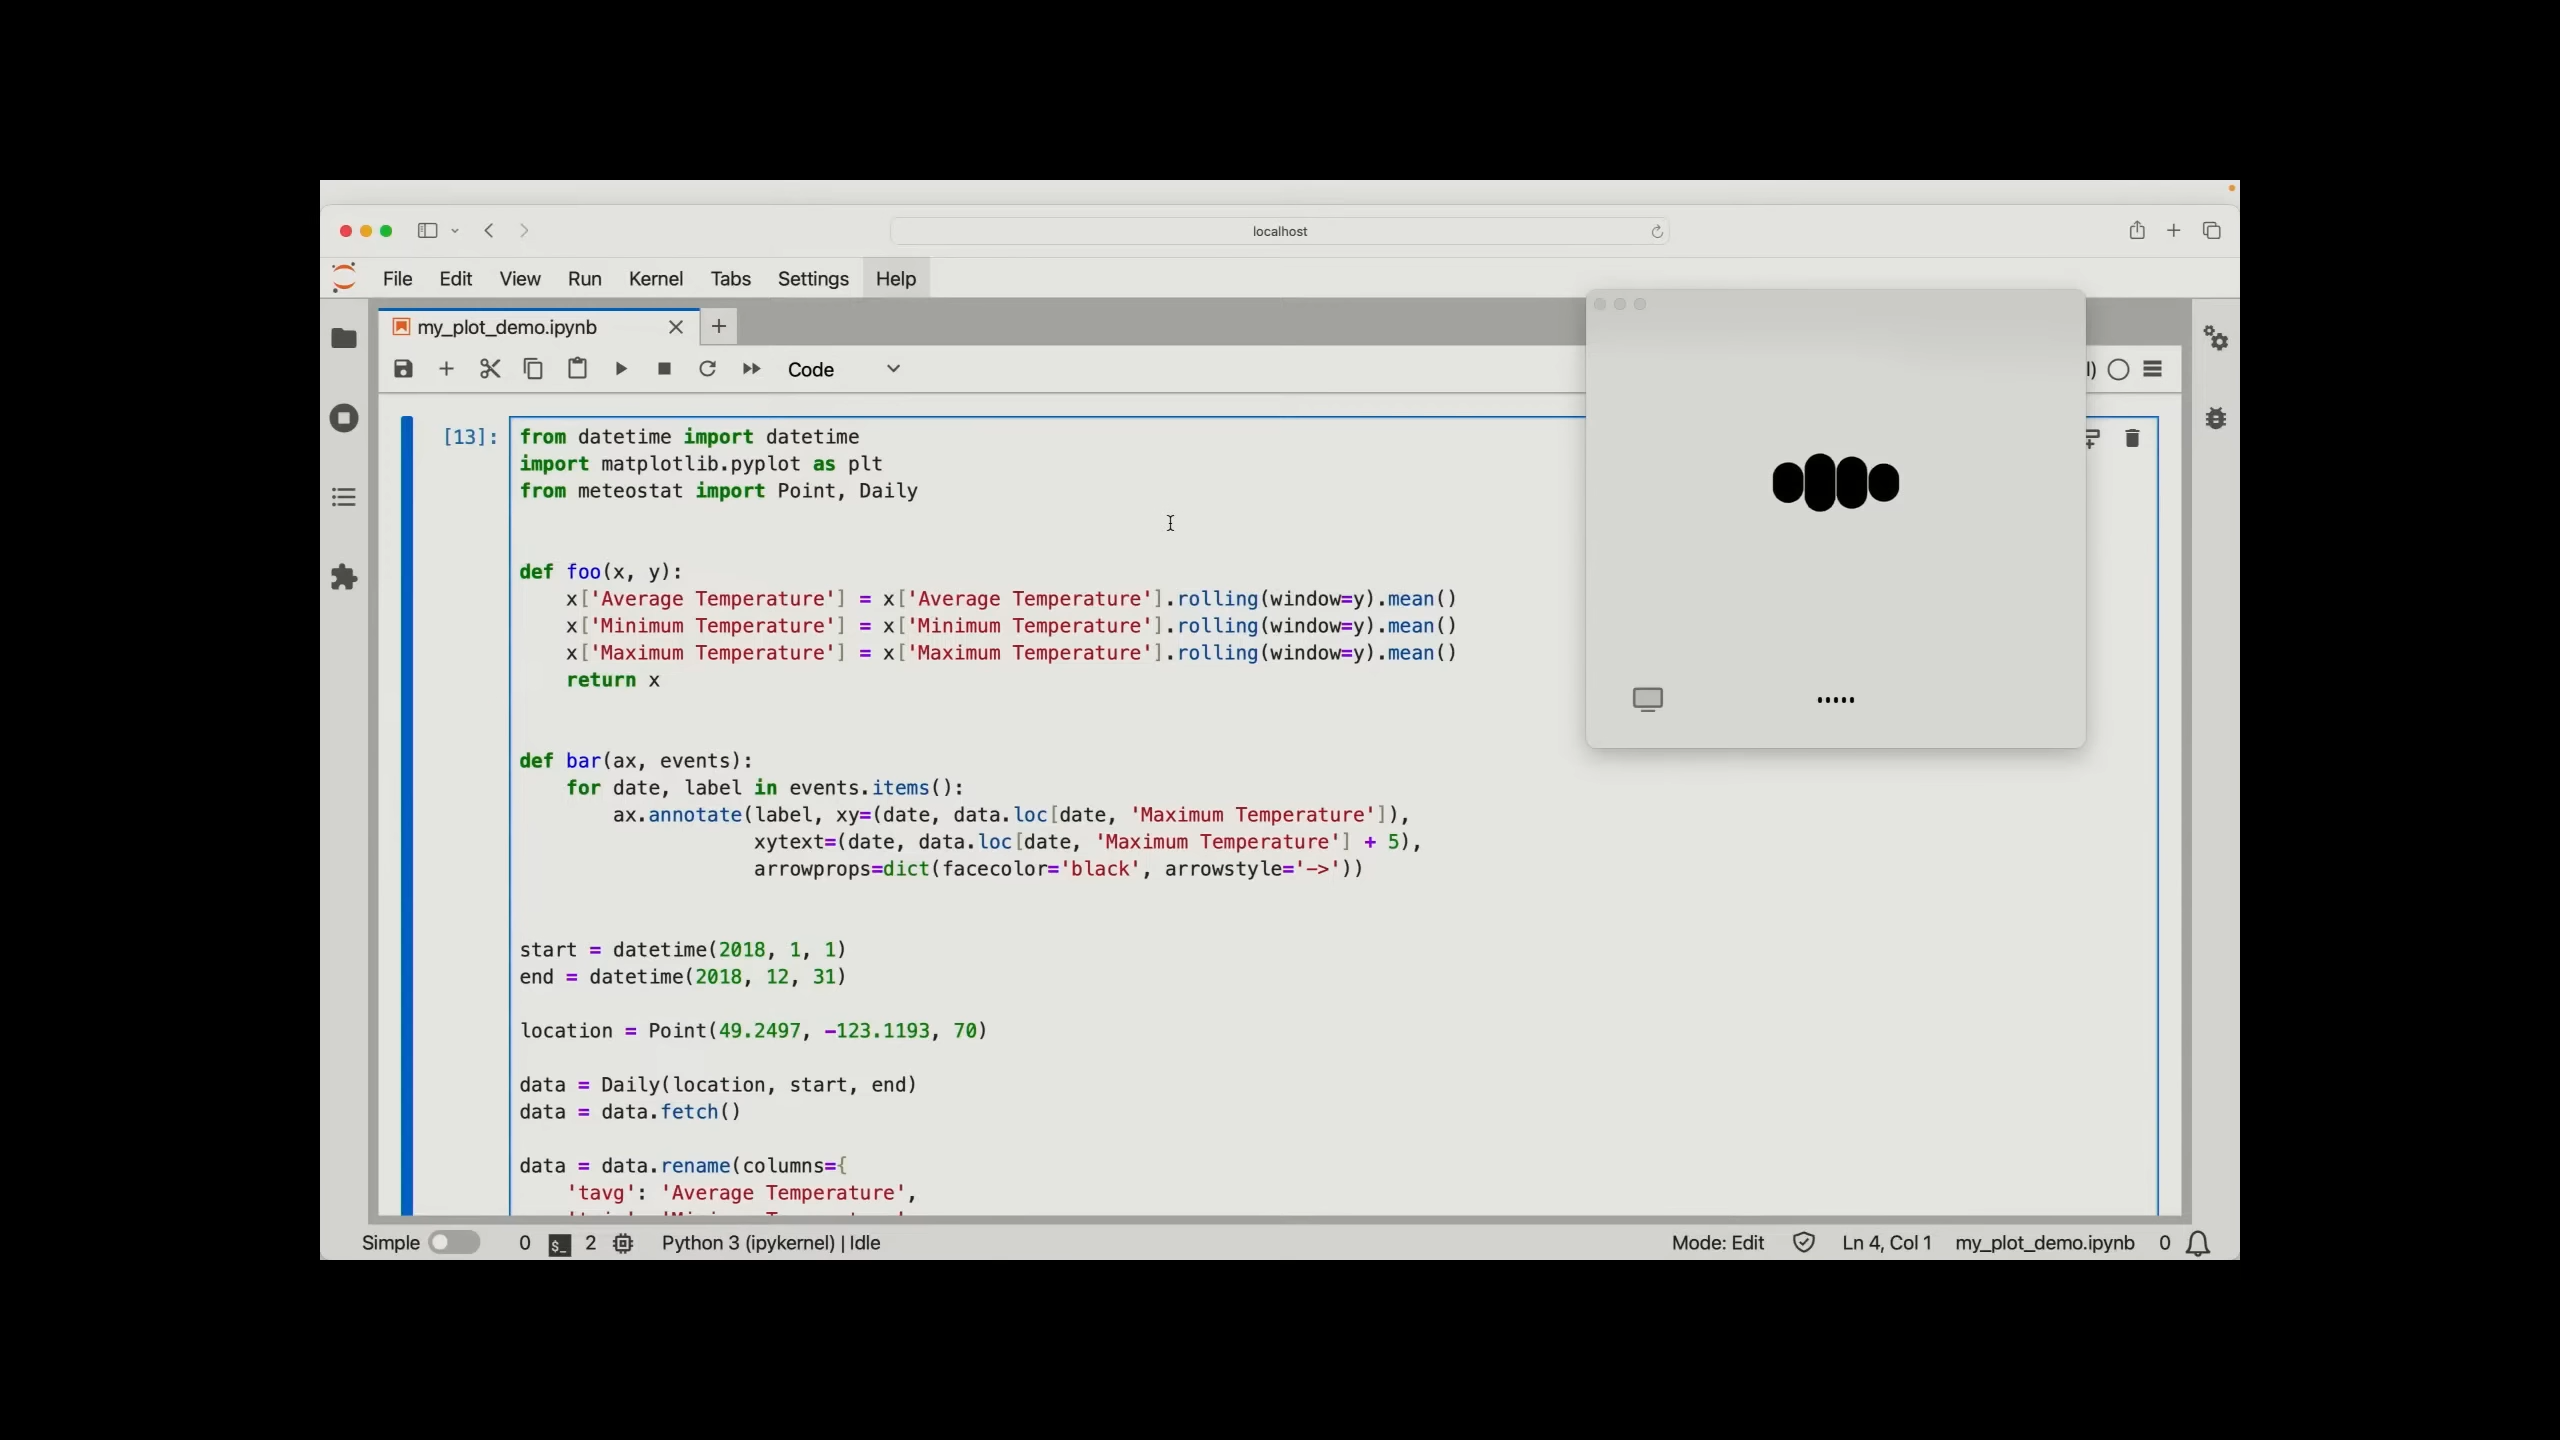 localhost
File Edit View Run Kernel Tabs Settings Help
my_plot_demo.ipynb
Code
[13]:
from datetime import datetime
import matplotlib.pyplot as plt
from meteostat import Point, Daily
def foo(x, y):
    x['Average Temperature'] = x['Average Temperature'].rolling(window=y).mean()
    x['Minimum Temperature'] = x['Minimum Temperature'].rolling(window=y).mean()
    x['Maximum Temperature'] = x['Maximum Temperature'].rolling(window=y).mean()
    return x
def bar(ax, events):
    for date, label in events.items():
        ax.annotate(label, xy=(date, data.loc[date, 'Maximum Temperature']),
                    xytext=(date, data.loc[date, 'Maximum Temperature'] + 5),
                    arrowprops=dict(facecolor='black', arrowstyle='->'))
start = datetime(2018, 1, 1)
end = datetime(2018, 12, 31)
location = Point(49.2497, -123.1193, 70)
data = Daily(location, start, end)
data = data.fetch()
data = data.rename(columns={
    'tavg': 'Average Temperature',
Simple 0 $_ 2 Python 3 (ipykernel) | Idle Mode: Edit Ln 4, Col 1 my_plot_demo.ipynb 0